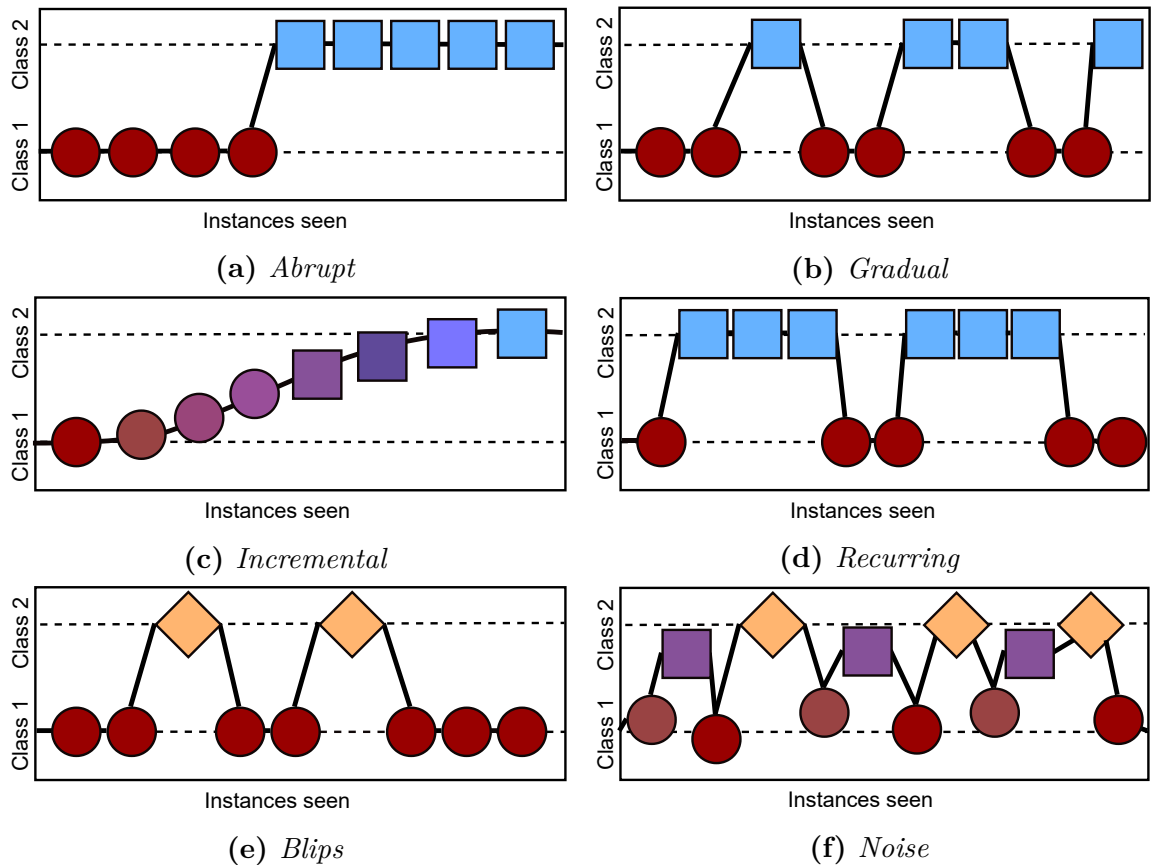 Class 2
Class 1
Instances seen
(a) Abrupt
Class 2
Class 1
Instances seen
(b) Gradual
Class 2
Class 1
Instances seen
(c) Incremental
Class 2
Class 1
Instances seen
(d) Recurring
Class 2
Class 1
Instances seen
(e) Blips
Class 2
Class 1
Instances seen
(f) Noise